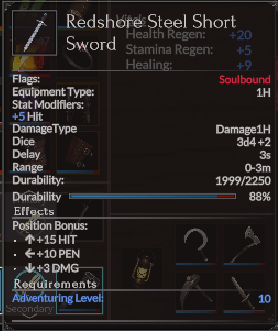 Redshore Steel Short
Sword
Health Regen: +20
Stamina Regen: +5
Healing: +9
Flags: Soulbound
Equipment Type: 1H
Stat Modifiers:
+5 Hit
DamageType Damage1H
Dice 3d4 +2
Delay 3s
Range 0-3m
Durability: 1999/2250
Durability 88%
Effects
Position Bonus:
• ↑ +15 HIT
• ← +10 PEN
• ↓ +3 DMG
Requirements
Adventuring Level: 10
Secondary